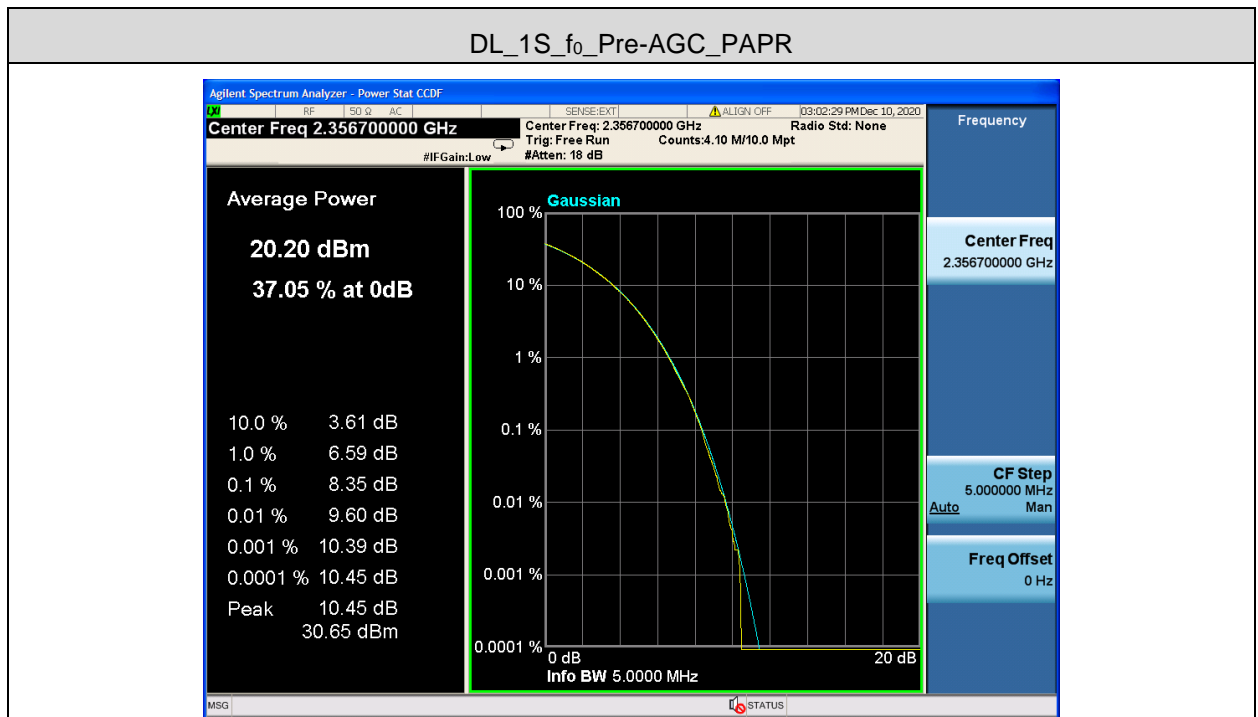 DL_1S_f₀_Pre-AGC_PAPR
Agilent Spectrum Analyzer - Power Stat CCDF
LXI RF 50 Ω AC SENSE:EXT ALIGN OFF 03:02:29 PM Dec 10, 2020
Center Freq 2.356700000 GHz
Center Freq: 2.356700000 GHz Radio Std: None
Trig: Free Run Counts:4.10 M/10.0 Mpt
#IFGain:Low #Atten: 18 dB
Frequency
Average Power
20.20 dBm
37.05 % at 0dB
10.0 % 3.61 dB
1.0 % 6.59 dB
0.1 % 8.35 dB
0.01 % 9.60 dB
0.001 % 10.39 dB
0.0001 % 10.45 dB
Peak 10.45 dB
30.65 dBm
Gaussian
100 %
10 %
1 %
0.1 %
0.01 %
0.001 %
0.0001 %
0 dB 20 dB
Info BW 5.0000 MHz
Center Freq
2.356700000 GHz
CF Step
5.000000 MHz
Auto Man
Freq Offset
0 Hz
MSG STATUS